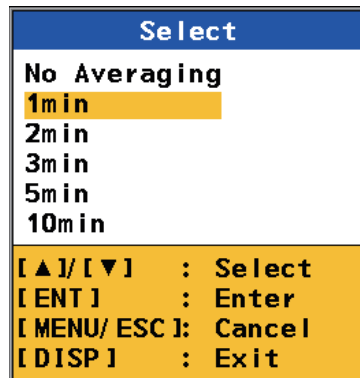 Select
No Averaging
1min
2min
3min
5min
10min
[▲]/[▼] : Select
[ENT] : Enter
[MENU/ESC]: Cancel
[DISP] : Exit